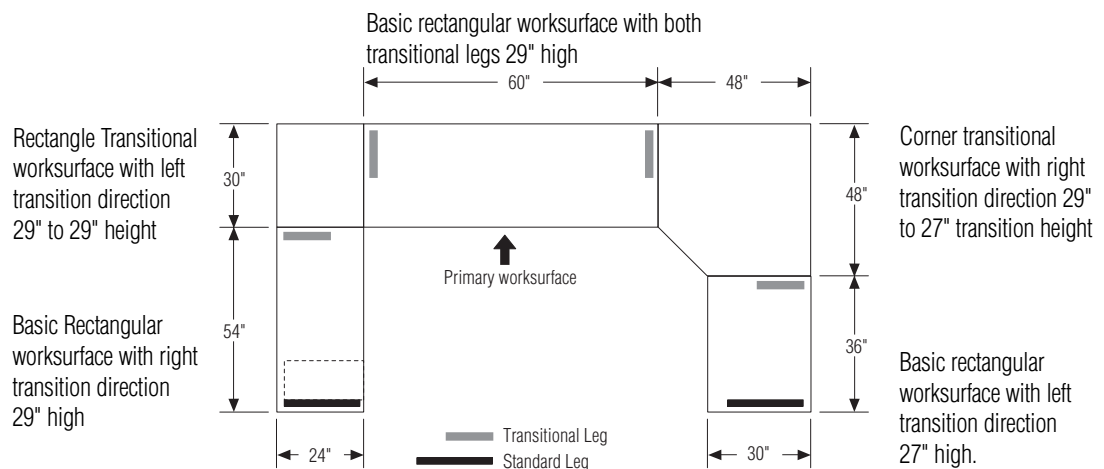 Basic rectangular worksurface with both
transitional legs 29" high
60"
48"
Rectangle Transitional
worksurface with left
transition direction
29" to 29" height
30"
Corner transitional
worksurface with right
transition direction 29"
to 27" transition height
48"
Primary worksurface
Basic Rectangular
worksurface with right
transition direction
29" high
54"
36"
Basic rectangular
worksurface with left
transition direction
27" high.
24"
Transitional Leg
Standard Leg
30"